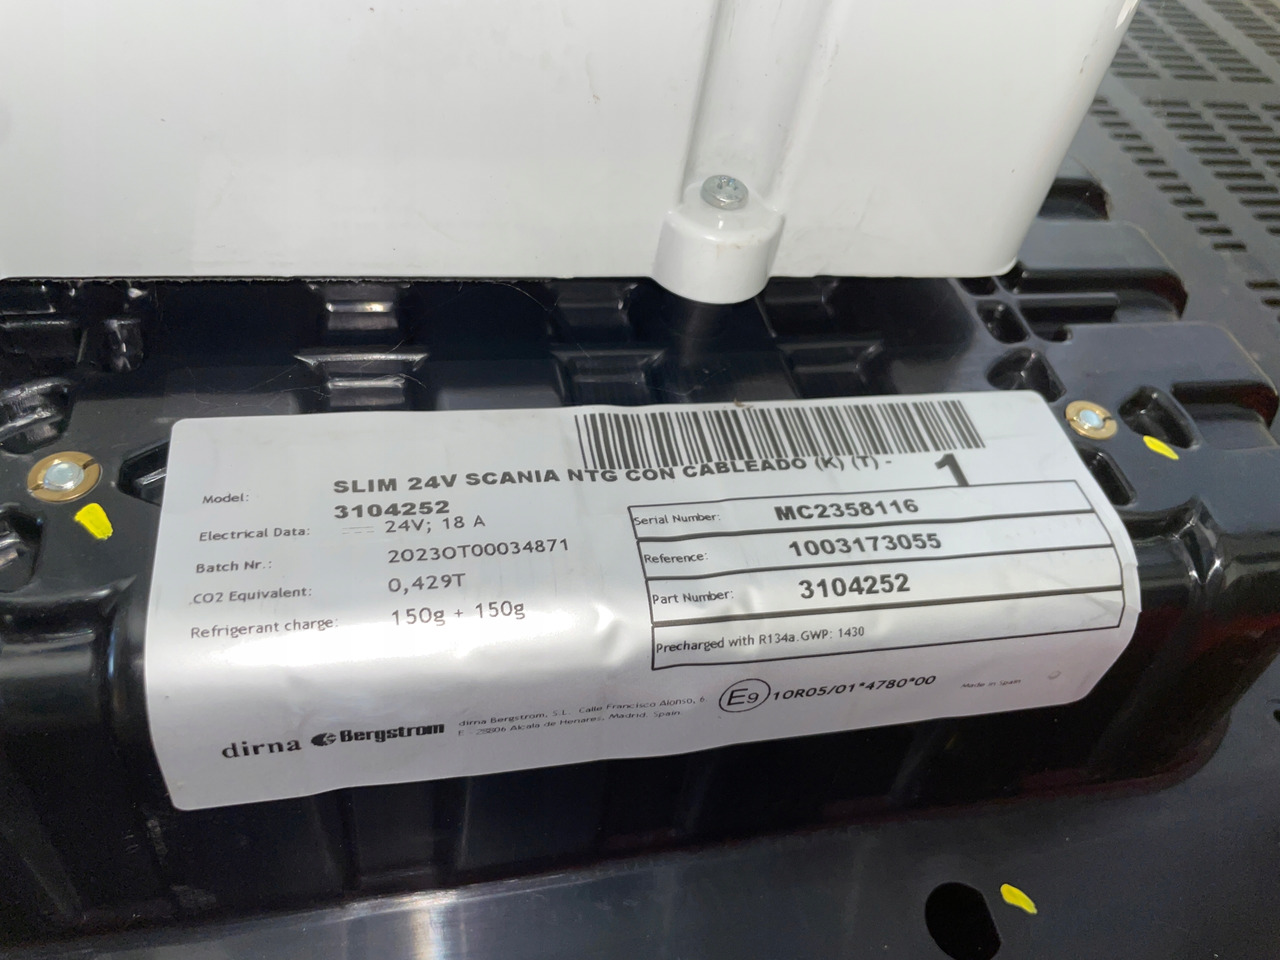 Model: SLIM 24V SCANIA NTG CON CABLEADO (K) (T) - 1
3104252
Electrical Data: 24V; 18 A
Batch Nr.: 2023OT00034871
CO2 Equivalent: 0,429T
Refrigerant charge: 150g + 150g
Serial Number: MC2358116
Reference: 1003173055
Part Number: 3104252
Precharged with R134a.GWP: 1430
dirna Bergstrom
dirna Bergstrom, S.L. Calle Francisco Alonso, 6
E - 28806 Alcala de Henares, Madrid, Spain.
E9 10R05/01*4780*00
Made in Spain